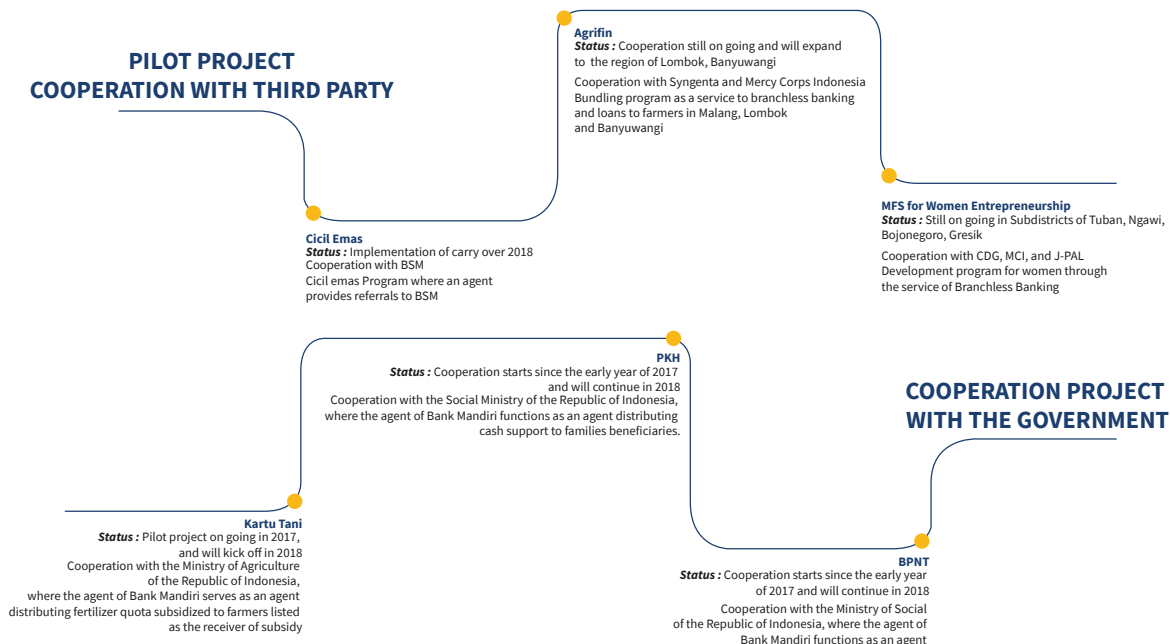 PILOT PROJECT
COOPERATION WITH THIRD PARTY
Cicil Emas
Status : Implementation of carry over 2018
Cooperation with BSM
Cicil emas Program where an agent
provides referrals to BSM
Agrifin
Status : Cooperation still on going and will expand
to the region of Lombok, Banyuwangi
Cooperation with Syngenta and Mercy Corps Indonesia
Bundling program as a service to branchless banking
and loans to farmers in Malang, Lombok
and Banyuwangi
MFS for Women Entrepreneurship
Status : Still on going in Subdistricts of Tuban, Ngawi,
Bojonegoro, Gresik
Cooperation with CDG, MCI, and J-PAL
Development program for women through
the service of Branchless Banking
COOPERATION PROJECT
WITH THE GOVERNMENT
Kartu Tani
Status : Pilot project on going in 2017,
and will kick off in 2018
Cooperation with the Ministry of Agriculture
of the Republic of Indonesia,
where the agent of Bank Mandiri serves as an agent
distributing fertilizer quota subsidized to farmers listed
as the receiver of subsidy
PKH
Status : Cooperation starts since the early year of 2017
and will continue in 2018
Cooperation with the Social Ministry of the Republic of Indonesia,
where the agent of Bank Mandiri functions as an agent distributing
cash support to families beneficiaries.
BPNT
Status : Cooperation starts since the early year
of 2017 and will continue in 2018
Cooperation with the Ministry of Social
of the Republic of Indonesia, where the agent of
Bank Mandiri functions as an agent